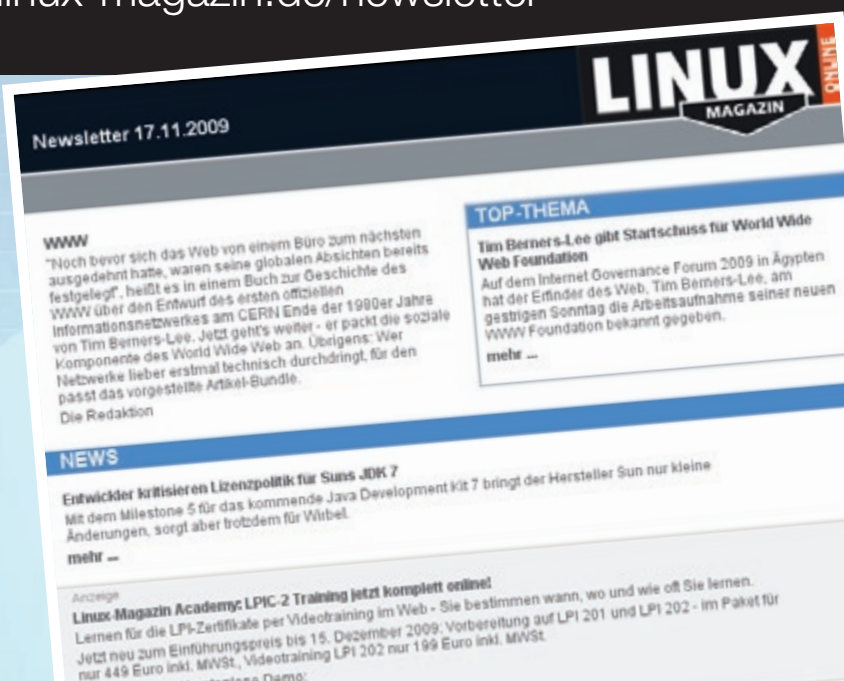 linux-magazin.de/newsletter
Newsletter 17.11.2009
LINUX
MAGAZIN
ONLINE
WWW
"Noch bevor sich das Web von einem Büro zum nächsten
ausgedehnt hatte, waren seine globalen Absichten bereits
festgelegt", heißt es in einem Buch zur Geschichte des
WWW über den Entwurf des ersten offiziellen
Informationsnetzwerkes am CERN Ende der 1980er Jahre
von Tim Berners-Lee. Jetzt geht's weiter - er packt die soziale
Komponente des World Wide Web an. Übrigens: Wer
Netzwerke lieber erstmal technisch durchdringt, für den
passt das vorgestellte Artikel-Bundle.
Die Redaktion
TOP-THEMA
Tim Berners-Lee gibt Startschuss für World Wide
Web Foundation
Auf dem Internet Governance Forum 2009 in Ägypten
hat der Erfinder des Web, Tim Berners-Lee, am
gestrigen Sonntag die Arbeitsaufnahme seiner neuen
WWW Foundation bekannt gegeben.
mehr ...
NEWS
Entwickler kritisieren Lizenzpolitik für Suns JDK 7
Mit dem Milestone 5 für das kommende Java Development Kit 7 bringt der Hersteller Sun nur kleine
Änderungen, sorgt aber trotzdem für Wirbel.
mehr ...
Anzeige
Linux-Magazin Academy: LPIC-2 Training jetzt komplett online!
Lernen für die LPI-Zertifikate per Videotraining im Web - Sie bestimmen wann, wo und wie oft Sie lernen.
Jetzt neu zum Einführungspreis bis 15. Dezember 2009: Vorbereitung auf LPI 201 und LPI 202 - im Paket für
nur 449 Euro inkl. MWSt., Videotraining LPI 202 nur 199 Euro inkl. MWSt.
Demo: